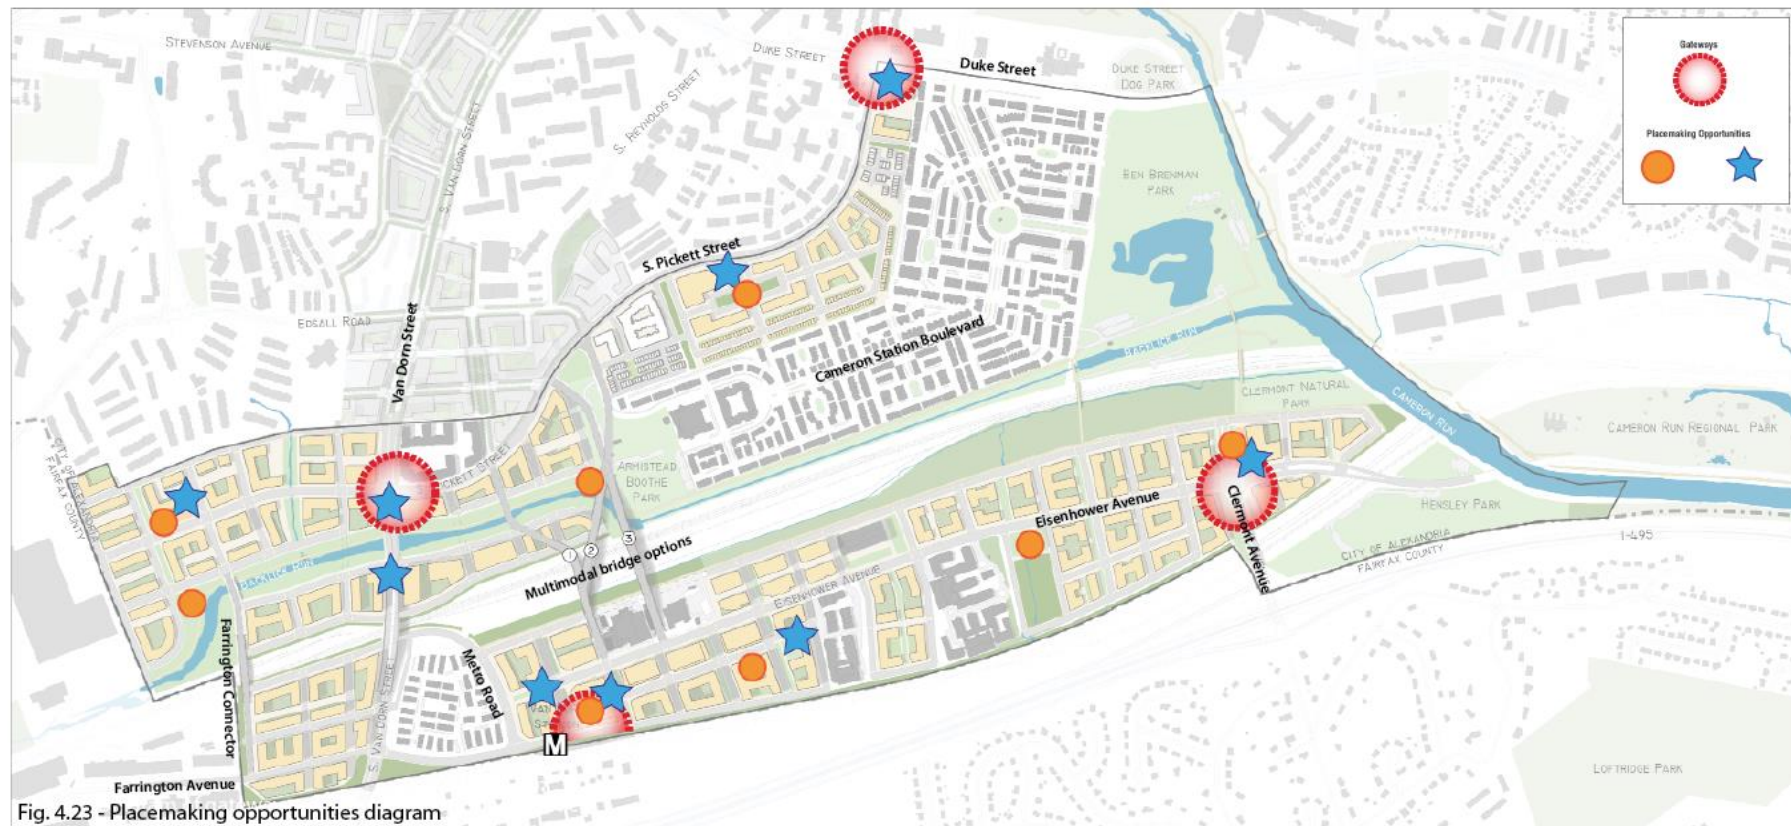 STEVENSON AVENUE
DUKE STREET
Duke Street
DUKE STREET
DOG PARK
Gateways
Placemaking Opportunities
S. VAN DORN STREET
S. REYNOLDS STREET
BEN BRENMAN
PARK
S. Pickett Street
EDSALL ROAD
Van Dorn Street
Cameron Station Boulevard
BACKLICK RUN
CLERMONT NATURAL
PARK
CAMERON RUN
CAMERON RUN REGIONAL PARK
CITY OF ALEXANDRIA
FAIRFAX COUNTY
PICKETT STREET
ARMISTEAD
BOOTHE
PARK
Clermont Avenue
Eisenhower Avenue
HENSLEY PARK
I-495
CITY OF ALEXANDRIA
FAIRFAX COUNTY
1
2
3
BACKLICK RUN
Multimodal bridge options
EISENHOWER AVENUE
Farrington Connector
Metro Road
S. VAN DORN STREET
M
LOFTRIDGE PARK
Farrington Avenue
Fig. 4.23 - Placemaking opportunities diagram